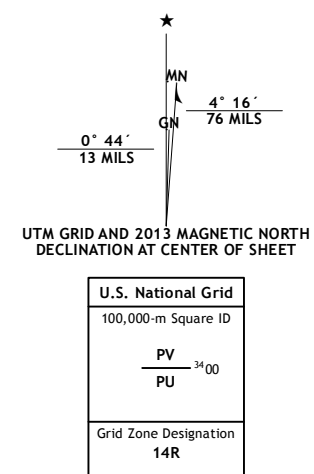 ★
MN
GN
4° 16´
76 MILS
0° 44´
13 MILS
UTM GRID AND 2013 MAGNETIC NORTH
DECLINATION AT CENTER OF SHEET
U.S. National Grid
100,000-m Square ID
PV
³⁴00
PU
Grid Zone Designation
14R